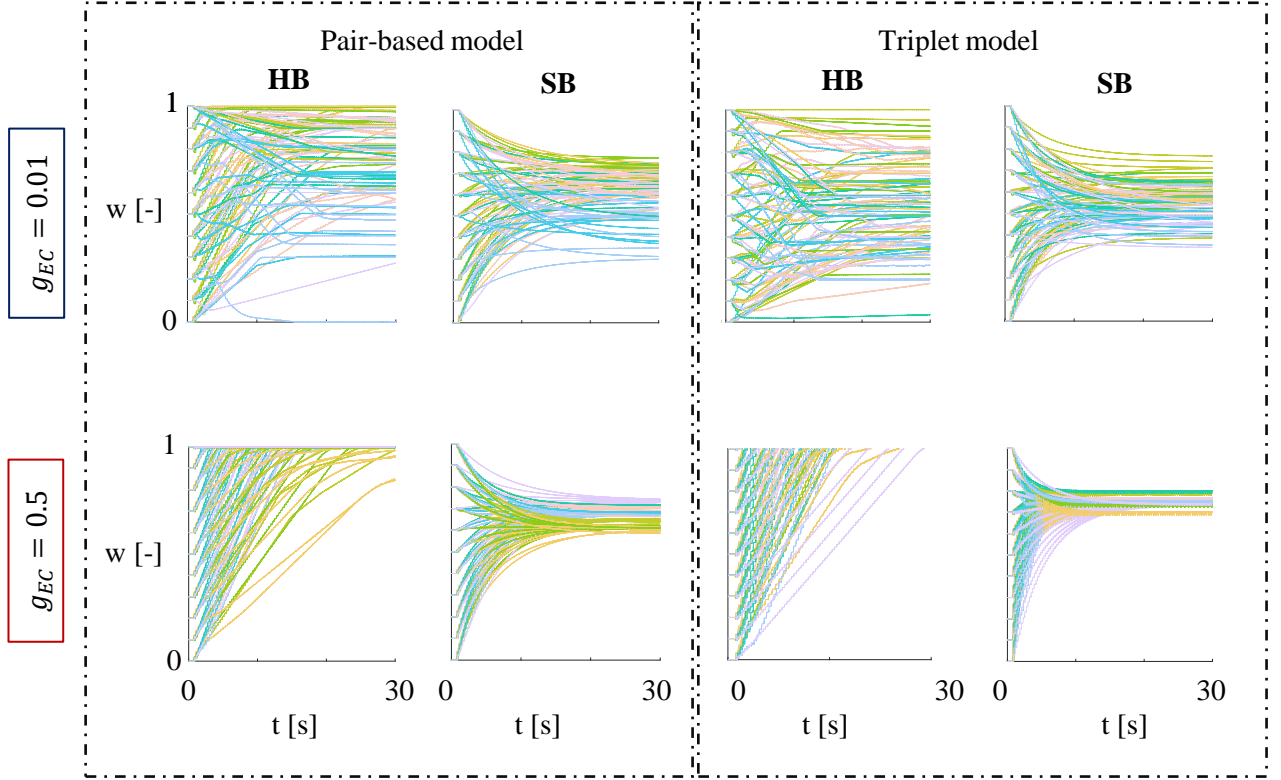 Pair-based model
Triplet model
HB
SB
HB
SB
g_EC = 0.01
1
w [-]
0
g_EC = 0.5
1
w [-]
0
0
30
0
30
0
30
0
30
t [s]
t [s]
t [s]
t [s]